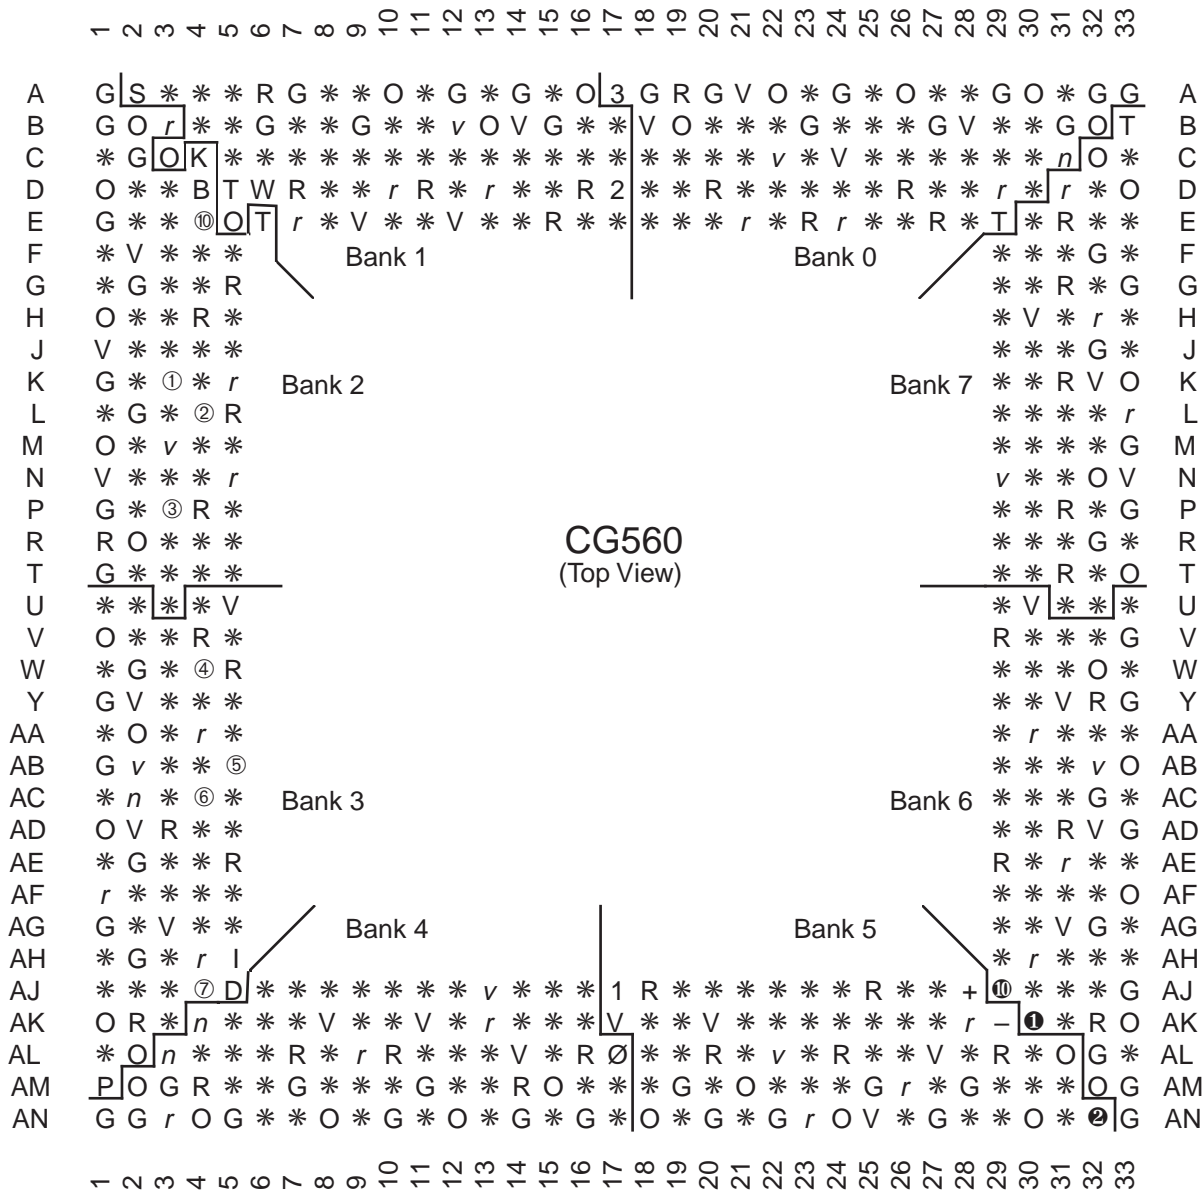 1 2 3 4 5 6 7 8 9 10 11 12 13 14 15 16 17 18 19 20 21 22 23 24 25 26 27 28 29 30 31 32 33
A G S * * * R G * * O * G * G * O 3 G R G V O * G * O * * G O * G G A
B G O r * * G * * G * * v O V G * * V O * * * G * * * G V * * G O T B
C * G O K * * * * * * * * * * * * * * * * * v * V * * * * * * n O * C
D O * * B T W R * * r R * r * * R 2 * * R * * * * * R * * r * r * O D
E G * * ⑩ O T r * V * * V * * R * * * * * r * R r * * R * T * R * * E
F * V * * * Bank 1 Bank 0 * * * G * F
G * G * * R * * R * G G
H O * * R * * V * r * H
J V * * * * * * * G * J
K G * ① * r Bank 2 Bank 7 * * R V O K
L * G * ② R * * * * r L
M O * v * * * * * * G M
N V * * * r v * * O V N
P G * ③ R * * * R * G P
R R O * * * CG560 * * * G * R
T G * * * * (Top View) * * R * O T
U * * * * V * V * * * U
V O * * R * R * * * G V
W * G * ④ R * * * O * W
Y G V * * * * * V R G Y
AA * O * r * * r * * * AA
AB G v * * ⑤ * * * v O AB
AC * n * ⑥ * Bank 3 Bank 6 * * * G * AC
AD O V R * * * * R V G AD
AE * G * * R R * r * * AE
AF r * * * * * * * * O AF
AG G * V * * Bank 4 Bank 5 * * V G * AG
AH * G * r I * r * * * AH
AJ * * * ⑦ D * * * * * * * * v * * * 1 R * * * * * * R * * + ❿ * * * G AJ
AK O R * n * * * V * * V * r * * * V * * V * * * * * * * r – ❶ * R O AK
AL * O n * * * R * r R * * * V * R Ø * * R * v * R * * V * R * O G * AL
AM P O G R * * G * * * G * * R O * * * G * O * * * G r * G * * * O G AM
AN G G r O G * * O * G * O * G * G * O * G * G r O V * G * * O * ❷ G AN
1 2 3 4 5 6 7 8 9 10 11 12 13 14 15 16 17 18 19 20 21 22 23 24 25 26 27 28 29 30 31 32 33